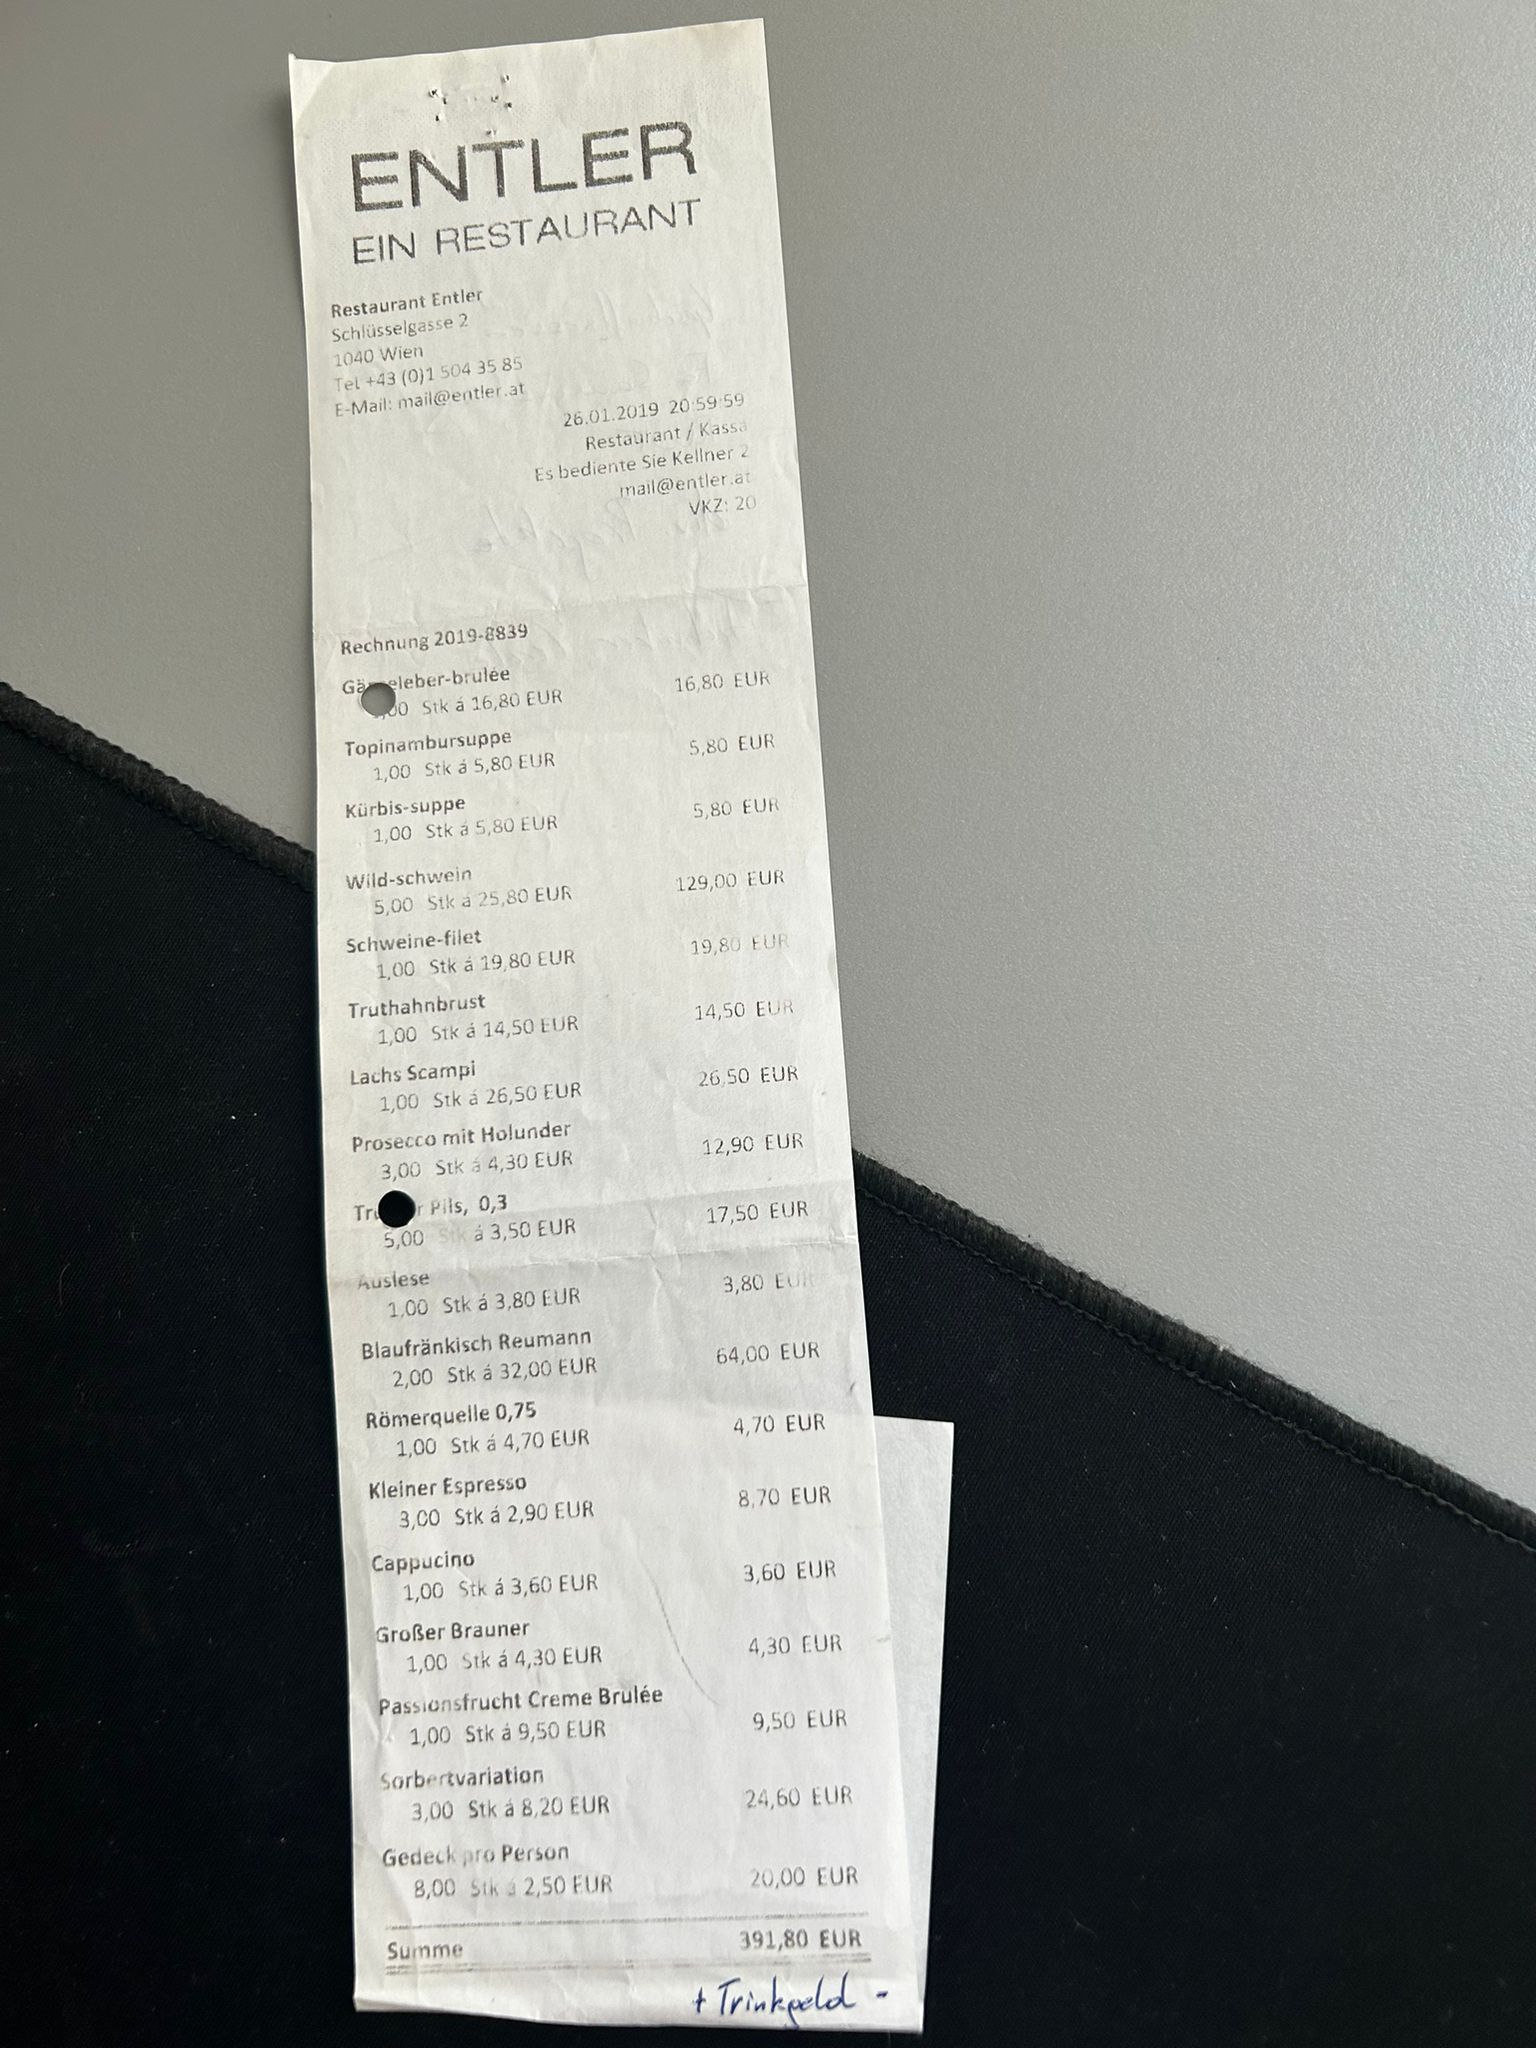 ENTLER
EIN RESTAURANT
Restaurant Entler
Schlüsselgasse 2
1040 Wien
Tel +43 (0)1 504 35 85
E-Mail: mail@entler.at
26.01.2019 20:59:59
Restaurant / Kassa
Es bediente Sie Kellner 2
mail@entler.at
VKZ: 20
Rechnung 2019-8839
eleber-brulée
Stk á 16,80 EUR 16,80 EUR
Topinambursuppe
1,00 Stk á 5,80 EUR 5,80 EUR
Kürbis-suppe
1,00 Stk á 5,80 EUR 5,80 EUR
Wild-schwein
5,00 Stk á 25,80 EUR 129,00 EUR
Schweine-filet
1,00 Stk á 19,80 EUR 19,80 EUR
Truthahnbrust
1,00 Stk á 14,50 EUR 14,50 EUR
Lachs Scampi
1,00 Stk á 26,50 EUR 26,50 EUR
Prosecco mit Holunder
3,00 Stk á 4,30 EUR 12,90 EUR
Pils, 0,3
5,00 Stk á 3,50 EUR 17,50 EUR
Auslese
1,00 Stk á 3,80 EUR 3,80 EUR
Blaufränkisch Reumann
2,00 Stk á 32,00 EUR 64,00 EUR
Römerquelle 0,75
1,00 Stk á 4,70 EUR 4,70 EUR
Kleiner Espresso
3,00 Stk á 2,90 EUR 8,70 EUR
Cappucino
1,00 Stk á 3,60 EUR 3,60 EUR
Großer Brauner
1,00 Stk á 4,30 EUR 4,30 EUR
Passionsfrucht Creme Brulée
1,00 Stk á 9,50 EUR 9,50 EUR
Sorbertvariation
3,00 Stk á 8,20 EUR 24,60 EUR
Gedeck pro Person
8,00 Stk á 2,50 EUR 20,00 EUR
Summe 391,80 EUR
+ Trinkgeld -